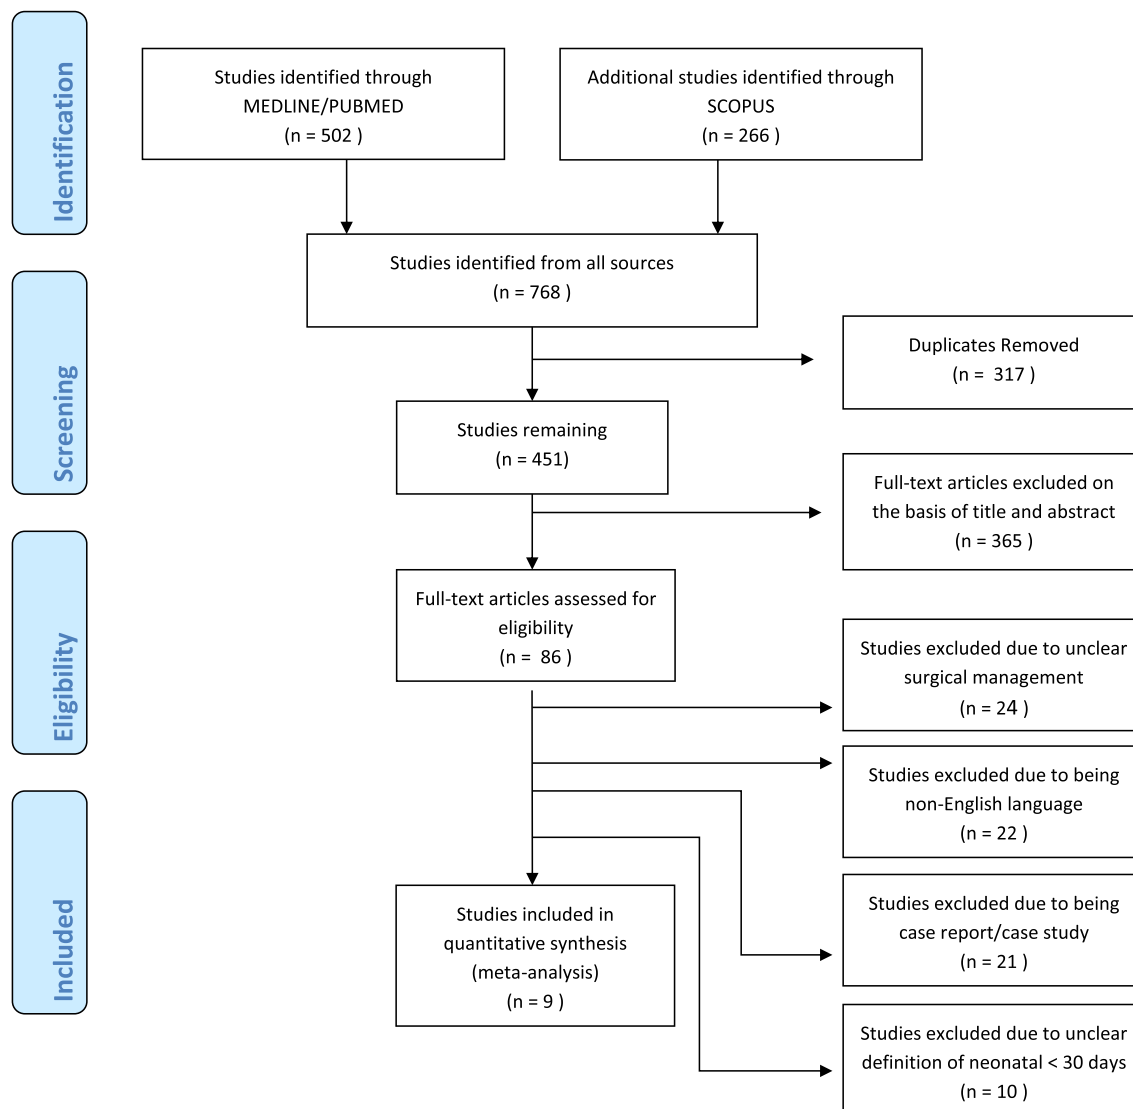 Identification
Studies identified through
MEDLINE/PUBMED
(n = 502 )
Additional studies identified through
SCOPUS
(n = 266 )
Studies identified from all sources
(n = 768 )
Screening
Duplicates Removed
(n =  317 )
Studies remaining
(n = 451)
Full-text articles excluded on
the basis of title and abstract
(n = 365 )
Eligibility
Full-text articles assessed for
eligibility
(n =  86 )
Studies excluded due to unclear
surgical management
(n = 24 )
Studies excluded due to being
non-English language
(n = 22 )
Included
Studies included in
quantitative synthesis
(meta-analysis)
(n = 9 )
Studies excluded due to being
case report/case study
(n = 21 )
Studies excluded due to unclear
definition of neonatal < 30 days
(n = 10 )